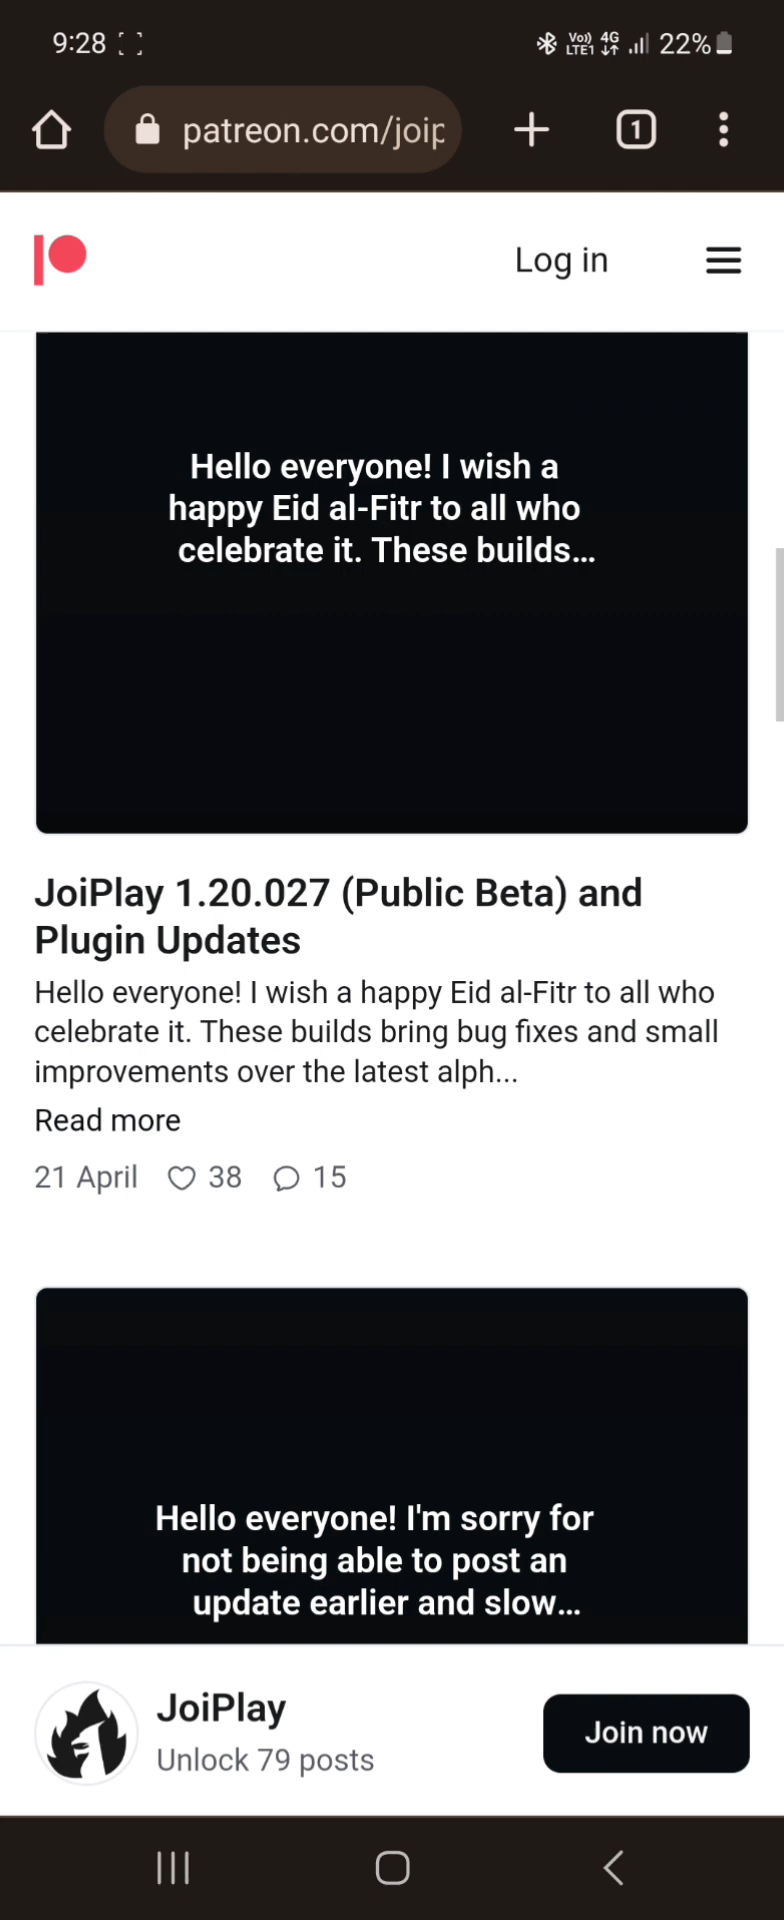 9:28
Vo))
LTE1
4G
22%
patreon.com/joip
1
Log in
Hello everyone! I wish a
happy Eid al-Fitr to all who
celebrate it. These builds...
JoiPlay 1.20.027 (Public Beta) and
Plugin Updates
Hello everyone! I wish a happy Eid al-Fitr to all who
celebrate it. These builds bring bug fixes and small
improvements over the latest alph...
Read more
21 April 38 15
Hello everyone! I'm sorry for
not being able to post an
update earlier and slow...
JoiPlay
Unlock 79 posts
Join now